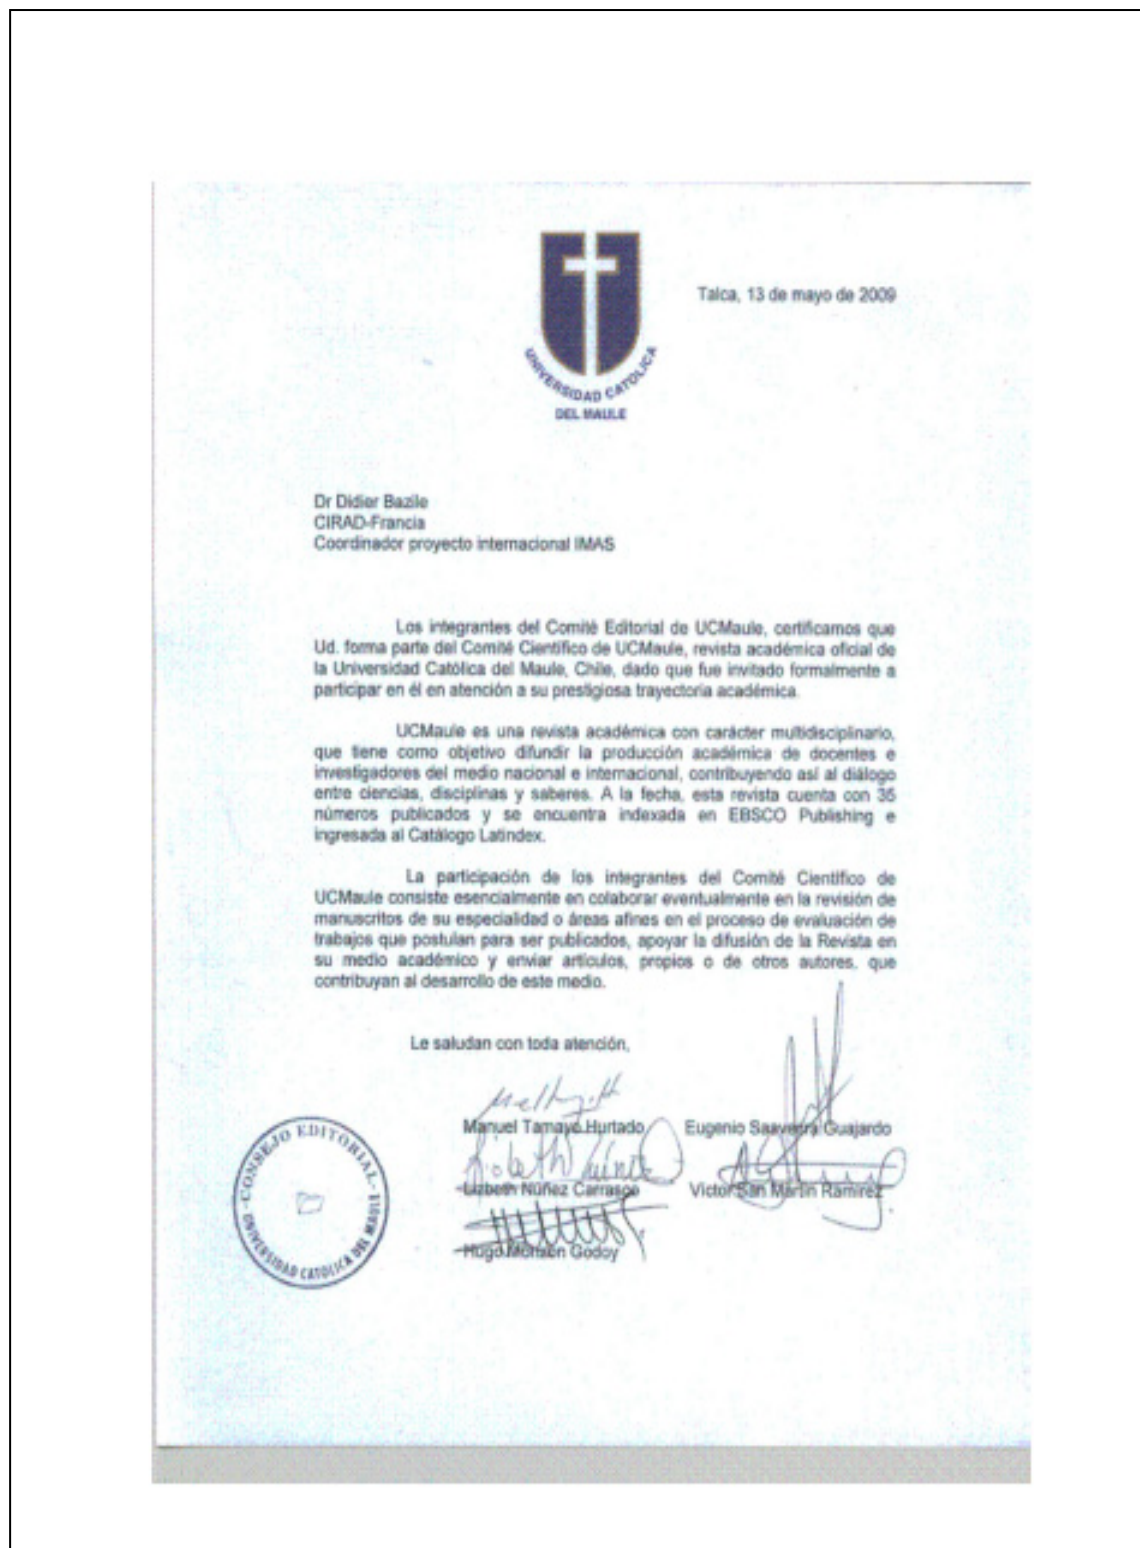 Talca, 13 de mayo de 2009
UNIVERSIDAD CATOLICA
DEL MAULE
Dr Didier Bazile
CIRAD-Francia
Coordinador proyecto internacional IMAS
Los integrantes del Comité Editorial de UCMaule, certificamos que
Ud. forma parte del Comité Científico de UCMaule, revista académica oficial de
la Universidad Católica del Maule, Chile, dado que fue invitado formalmente a
participar en él en atención a su prestigiosa trayectoria académica.
UCMaule es una revista académica con carácter multidisciplinario,
que tiene como objetivo difundir la producción académica de docentes e
investigadores del medio nacional e internacional, contribuyendo así al diálogo
entre ciencias, disciplinas y saberes. A la fecha, esta revista cuenta con 35
números publicados y se encuentra indexada en EBSCO Publishing e
ingresada al Catálogo Latindex.
La participación de los integrantes del Comité Científico de
UCMaule consiste esencialmente en colaborar eventualmente en la revisión de
manuscritos de su especialidad o áreas afines en el proceso de evaluación de
trabajos que postulan para ser publicados, apoyar la difusión de la Revista en
su medio académico y enviar artículos, propios o de otros autores, que
contribuyan al desarrollo de este medio.
Le saludan con toda atención,
Manuel Tamayo Hurtado Eugenio Saavedra Guajardo
Lizbeth Núñez Carrasco Victor San Martin Ramirez
Hugo Godoy
CONSEJO EDITORIAL
UNIVERSIDAD CATOLICA DEL MAULE